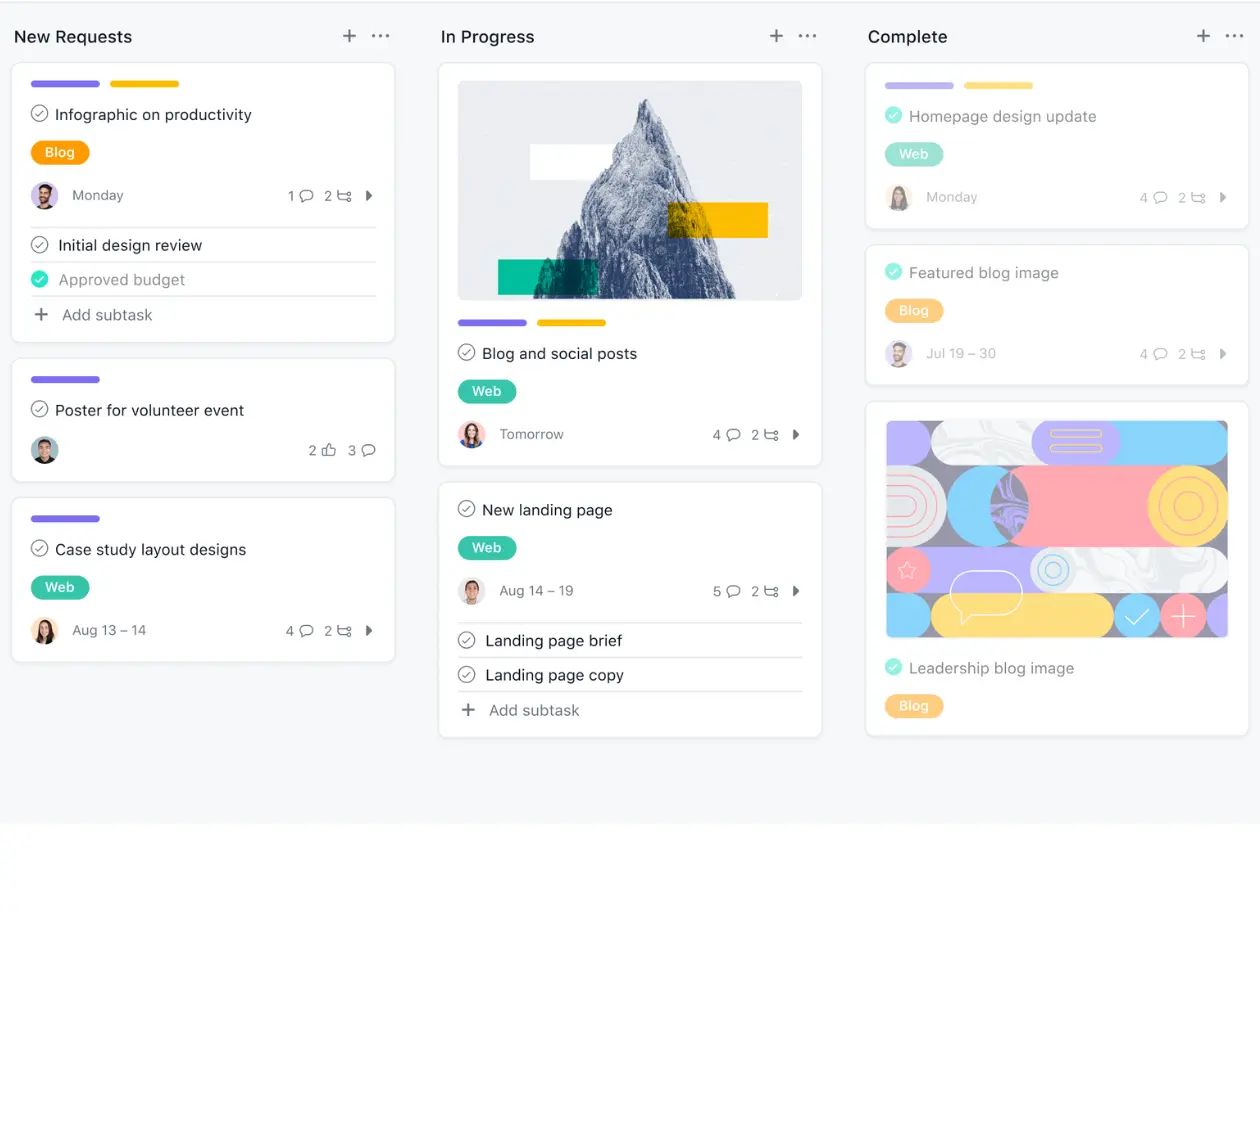 New Requests
Infographic on productivity
Blog
Monday
1
2
Initial design review
Approved budget
Add subtask
Poster for volunteer event
2
3
Case study layout designs
Web
Aug 13 – 14
4
2
In Progress
Blog and social posts
Web
Tomorrow
4
2
New landing page
Web
Aug 14 – 19
5
2
Landing page brief
Landing page copy
Add subtask
Complete
Homepage design update
Web
Monday
4
2
Featured blog image
Blog
Jul 19 – 30
4
2
Leadership blog image
Blog